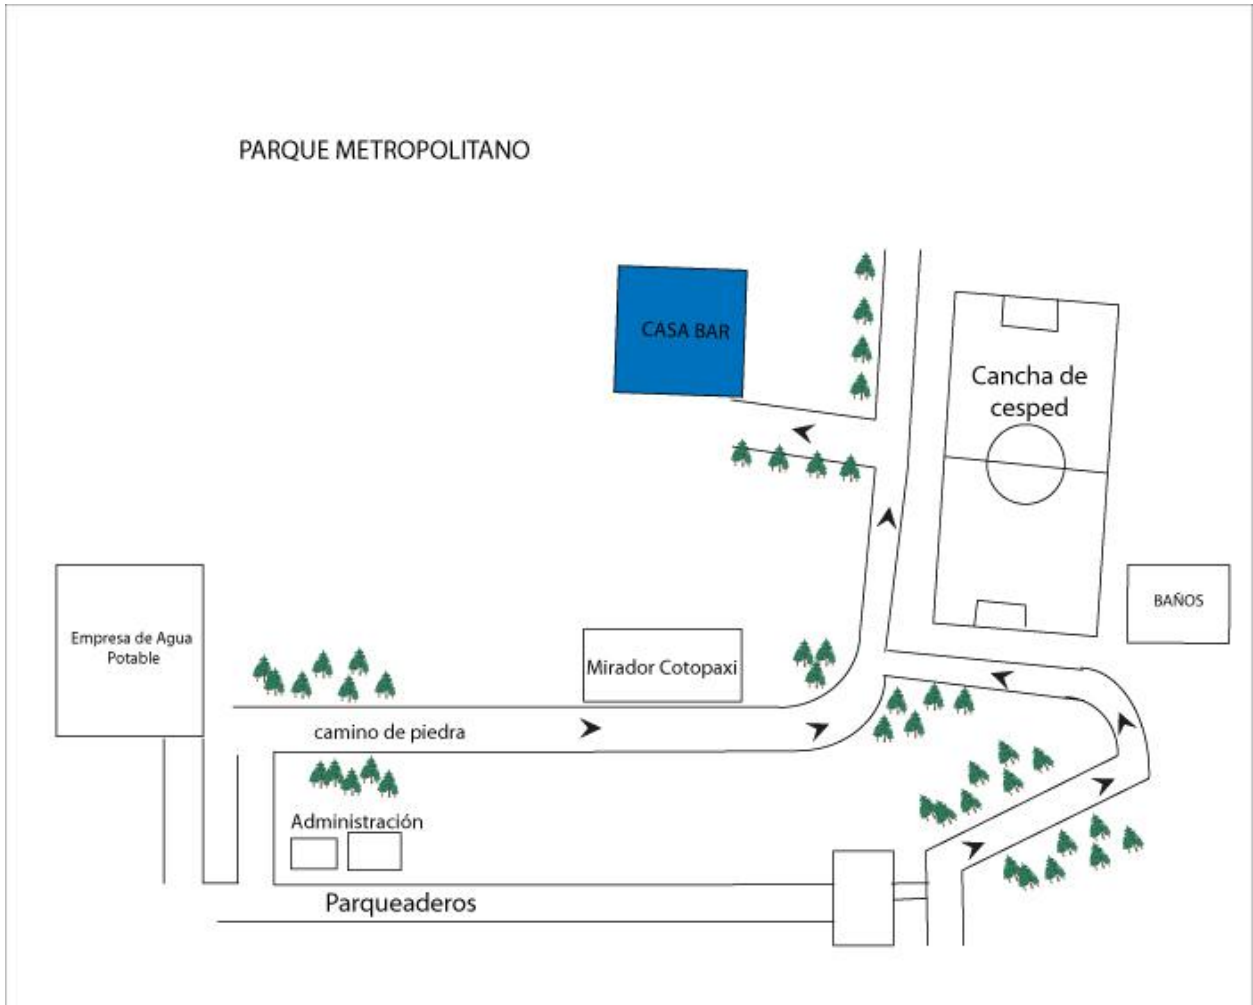 PARQUE METROPOLITANO
CASA BAR
Cancha de
cesped
BAÑOS
Empresa de Agua
Potable
Mirador Cotopaxi
camino de piedra
Administración
Parqueaderos